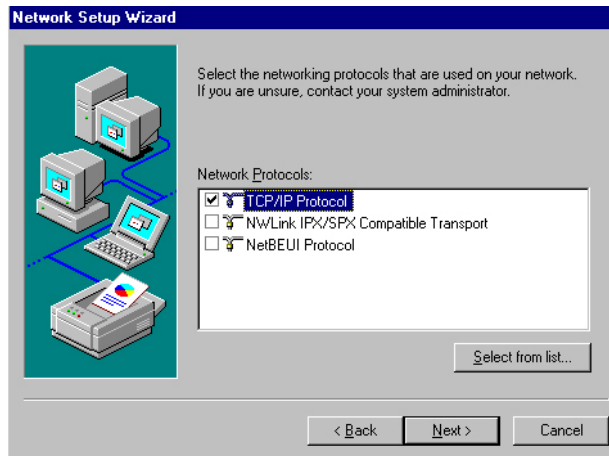 Network Setup Wizard
Select the networking protocols that are used on your network.
If you are unsure, contact your system administrator.
Network Protocols:
TCP/IP Protocol
NWLink IPX/SPX Compatible Transport
NetBEUI Protocol
Select from list...
< Back
Next >
Cancel